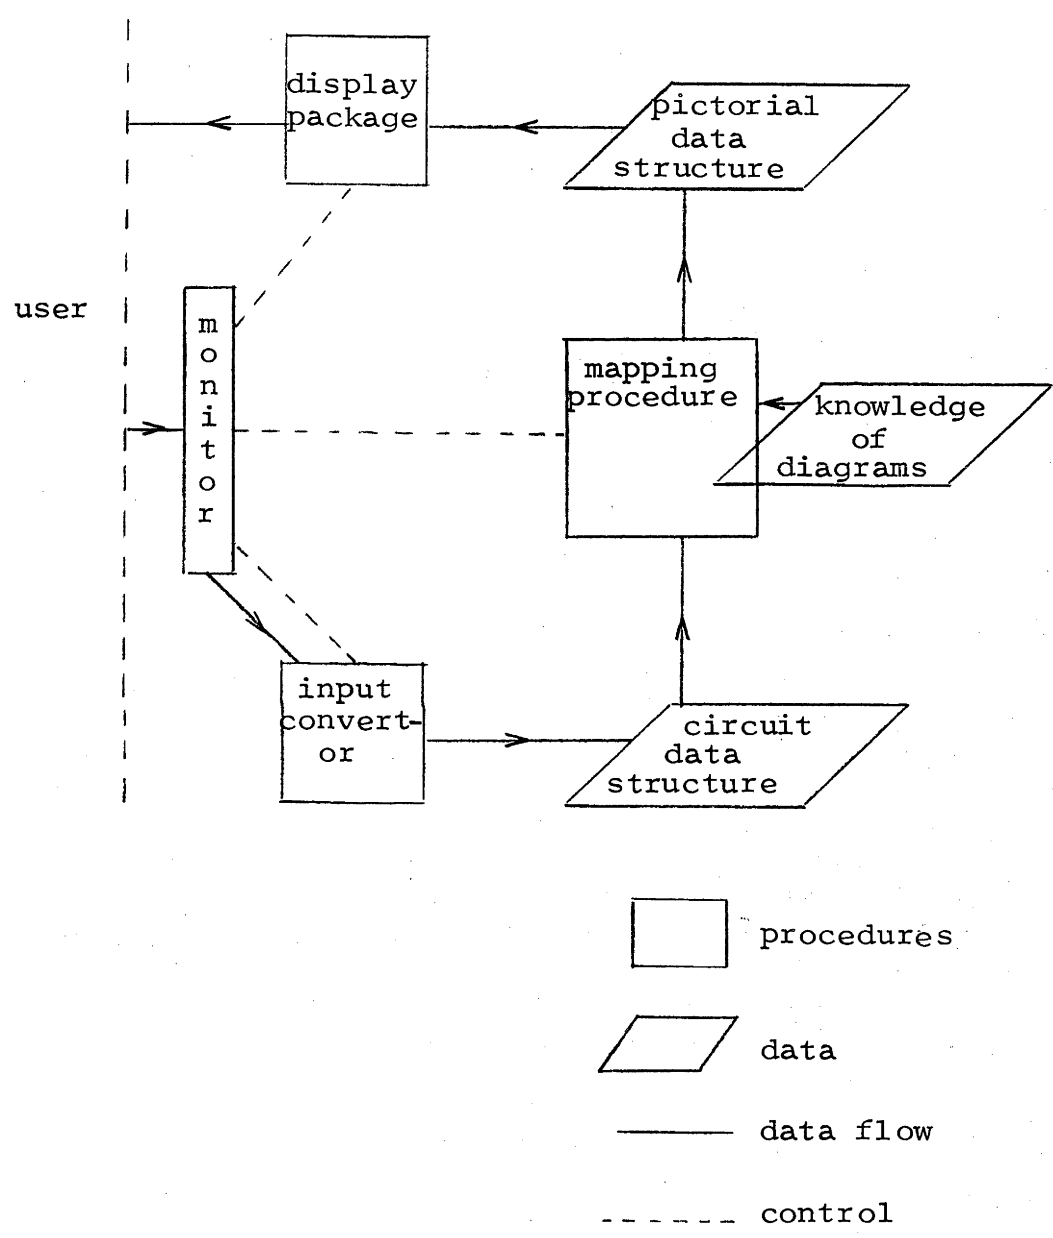 display
package
pictorial
data
structure
user
m
o
n
i
t
o
r
mapping
procedure
knowledge
of
diagrams
input
convert-
or
circuit
data
structure
procedures
data
data flow
control